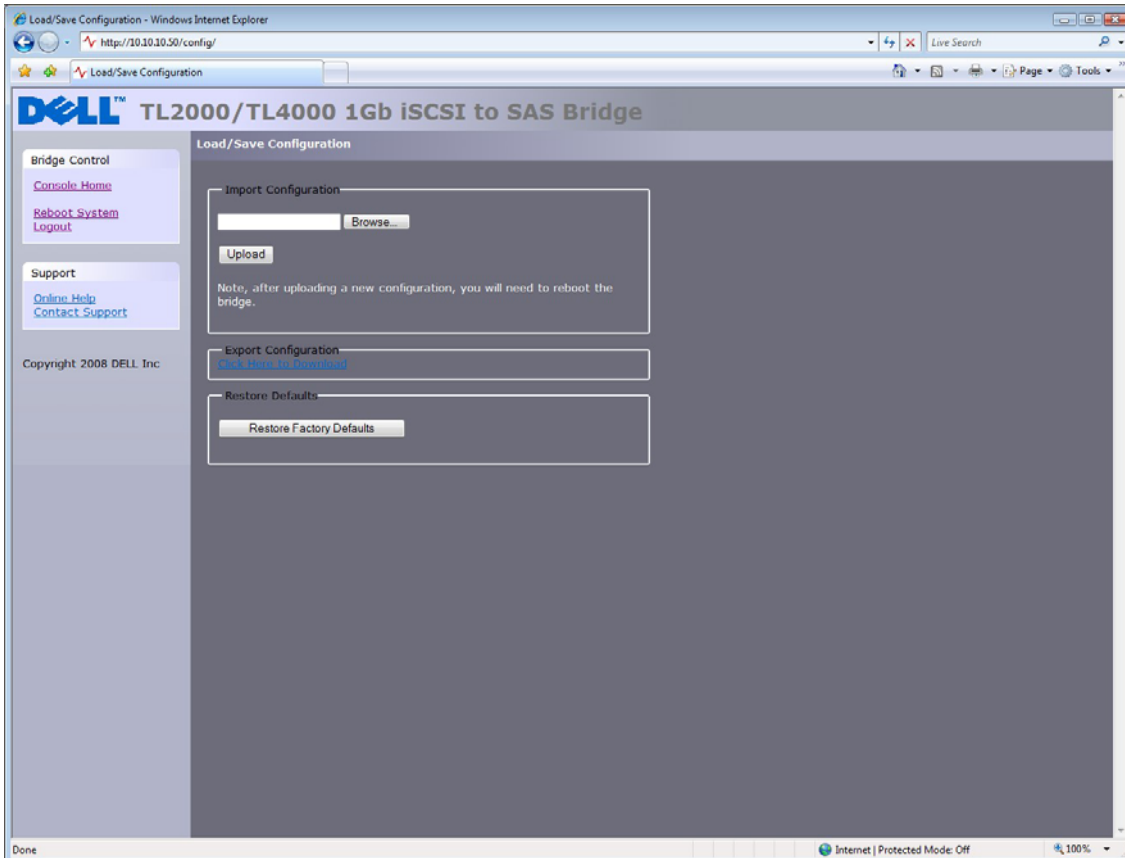 Load/Save Configuration - Windows Internet Explorer
http://10.10.10.50/config/
Live Search
Load/Save Configuration
Page
Tools
DELL™ TL2000/TL4000 1Gb iSCSI to SAS Bridge
Load/Save Configuration
Bridge Control
Console Home
Reboot System
Logout
Support
Online Help
Contact Support
Copyright 2008 DELL Inc
Import Configuration
Browse...
Upload
Note, after uploading a new configuration, you will need to reboot the
bridge.
Export Configuration
Click Here to Download
Restore Defaults
Restore Factory Defaults
Done
Internet | Protected Mode: Off
100%